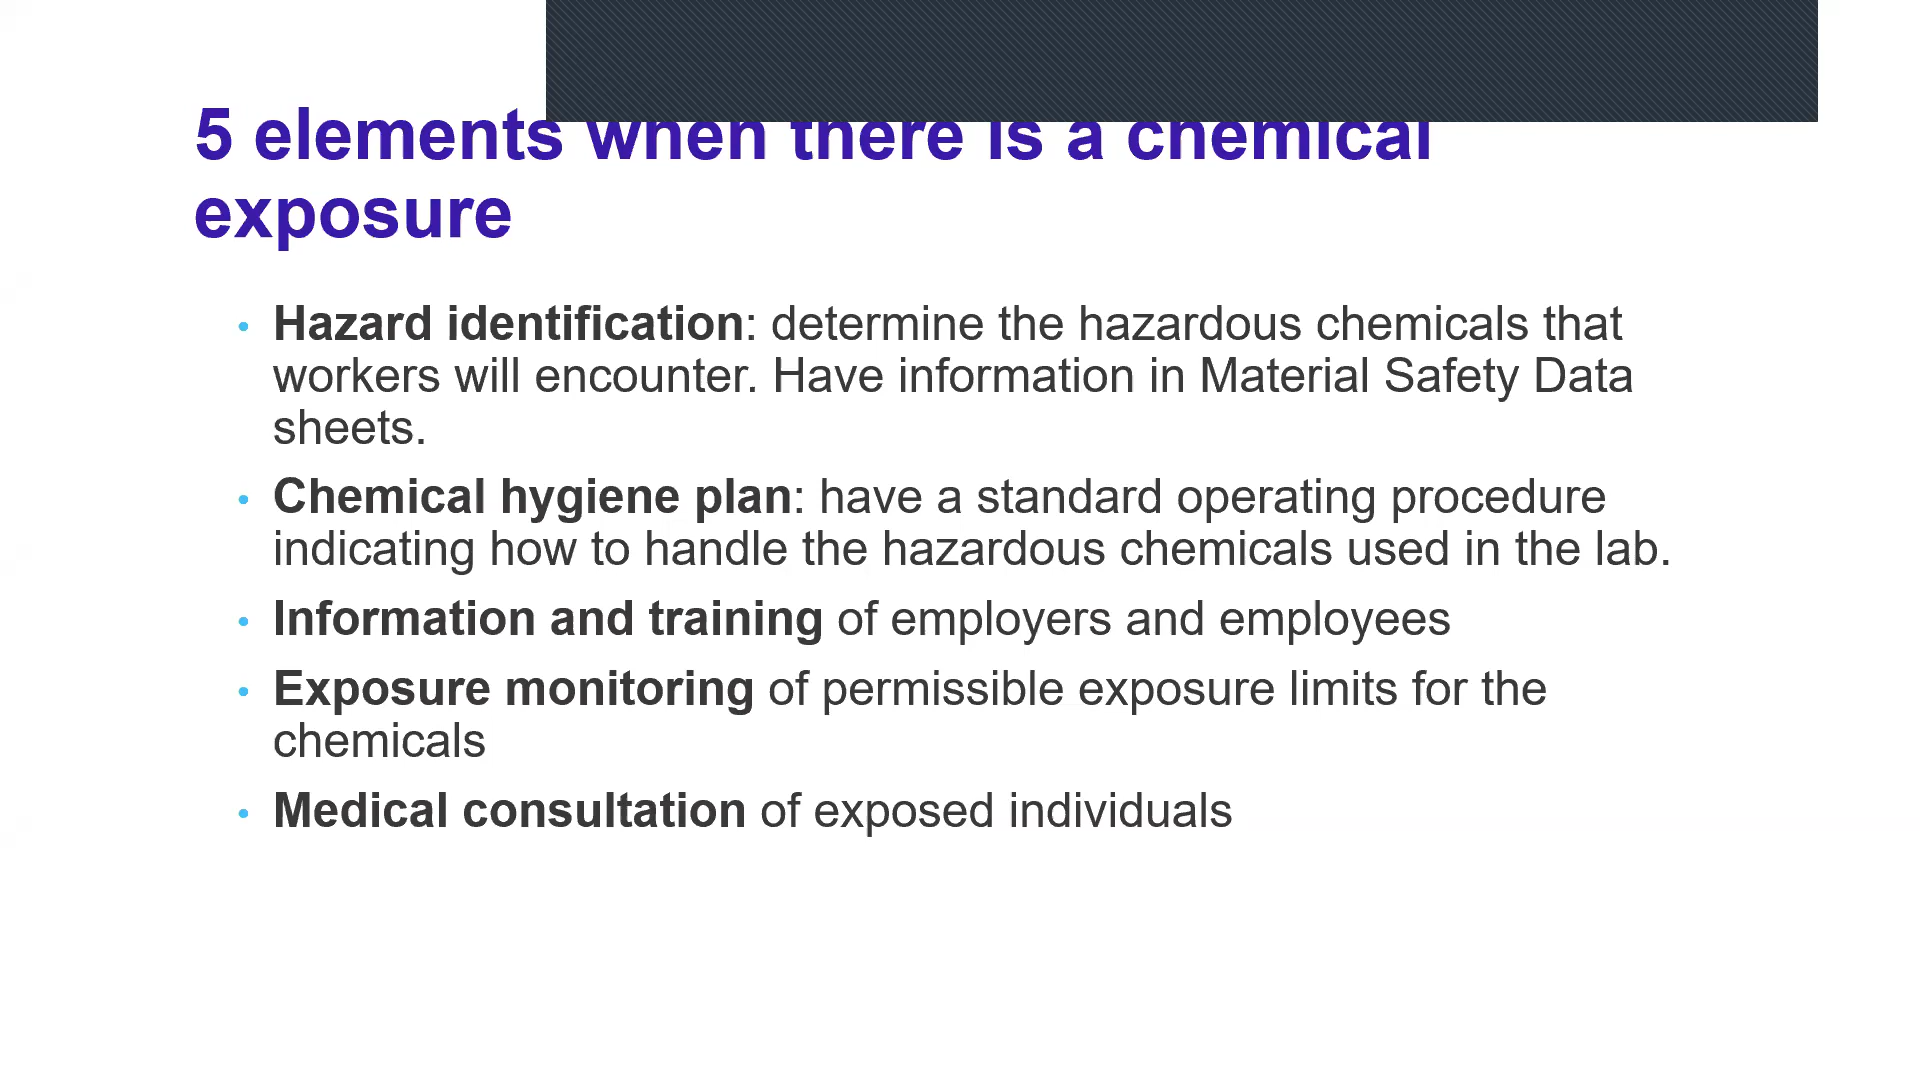 5 elements when there is a chemical
exposure
• Hazard identification: determine the hazardous chemicals that
workers will encounter. Have information in Material Safety Data
sheets.
• Chemical hygiene plan: have a standard operating procedure
indicating how to handle the hazardous chemicals used in the lab.
• Information and training of employers and employees
• Exposure monitoring of permissible exposure limits for the
chemicals
• Medical consultation of exposed individuals